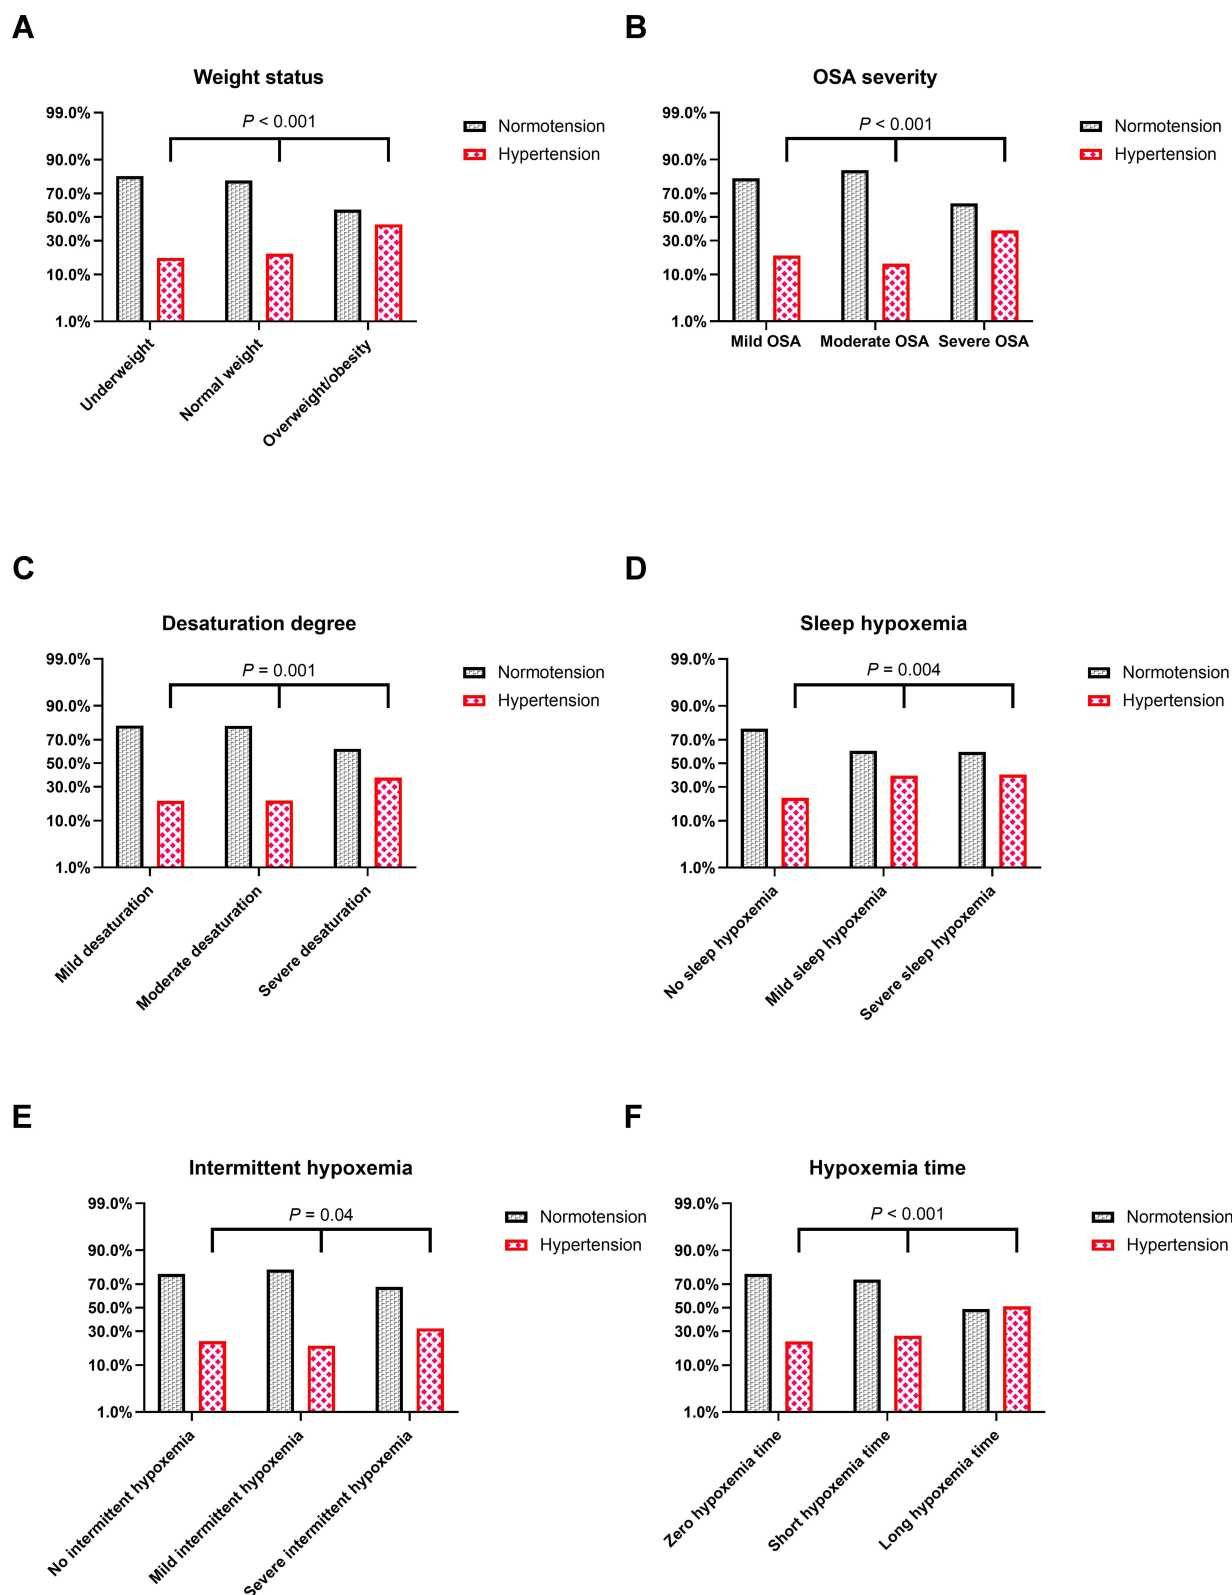 A
Weight status
99.0%
90.0%
70.0%
50.0%
30.0%
10.0%
1.0%
P < 0.001
Normotension
Hypertension
Underweight
Normal weight
Overweight/obesity
B
OSA severity
99.0%
90.0%
70.0%
50.0%
30.0%
10.0%
1.0%
P < 0.001
Normotension
Hypertension
Mild OSA
Moderate OSA
Severe OSA
C
Desaturation degree
99.0%
90.0%
70.0%
50.0%
30.0%
10.0%
1.0%
P = 0.001
Normotension
Hypertension
Mild desaturation
Moderate desaturation
Severe desaturation
D
Sleep hypoxemia
99.0%
90.0%
70.0%
50.0%
30.0%
10.0%
1.0%
P = 0.004
Normotension
Hypertension
No sleep hypoxemia
Mild sleep hypoxemia
Severe sleep hypoxemia
E
Intermittent hypoxemia
99.0%
90.0%
70.0%
50.0%
30.0%
10.0%
1.0%
P = 0.04
Normotension
Hypertension
No intermittent hypoxemia
Mild intermittent hypoxemia
Severe intermittent hypoxemia
F
Hypoxemia time
99.0%
90.0%
70.0%
50.0%
30.0%
10.0%
1.0%
P < 0.001
Normotension
Hypertension
Zero hypoxemia time
Short hypoxemia time
Long hypoxemia time